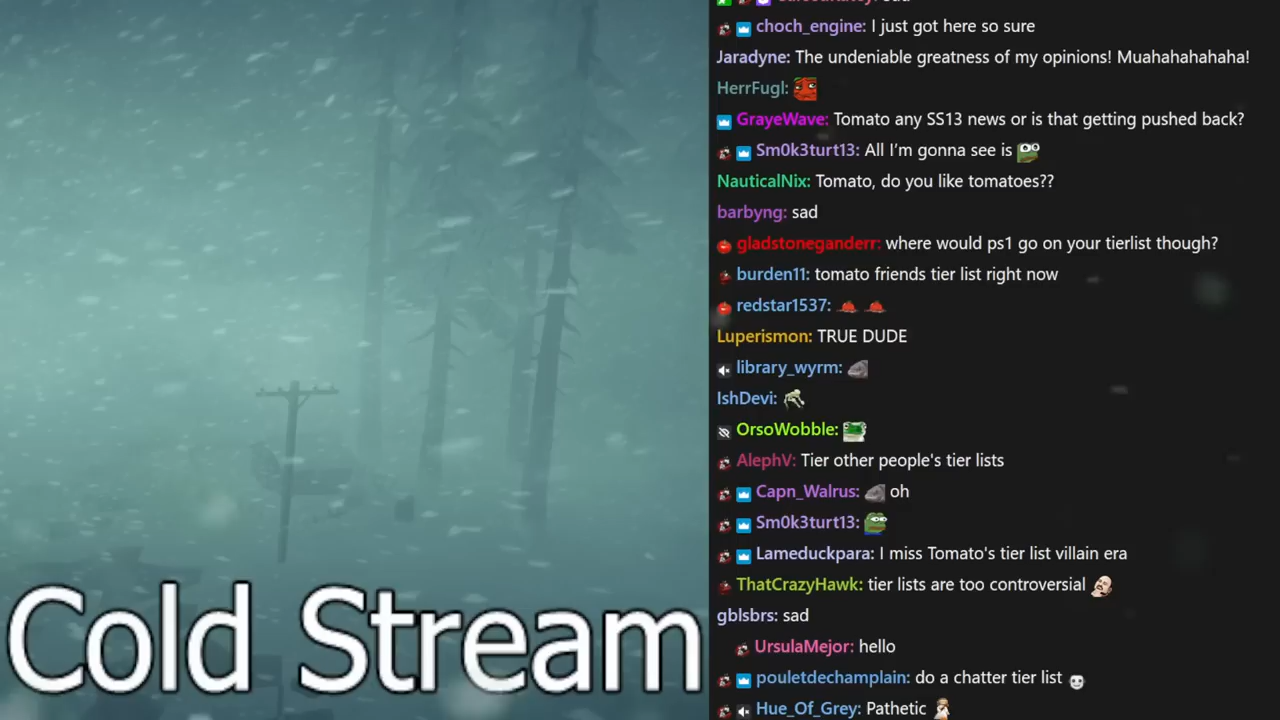 choch_engine: I just got here so sure
Jaradyne: The undeniable greatness of my opinions! Muahahahahaha!
HerrFugl:
GrayeWave: Tomato any SS13 news or is that getting pushed back?
Sm0k3turt13: All I'm gonna see is
NauticalNix: Tomato, do you like tomatoes??
barbyng: sad
gladstoneganderr: where would ps1 go on your tierlist though?
burden11: tomato friends tier list right now
redstar1537:
Luperismon: TRUE DUDE
library_wyrm:
IshDevi:
OrsoWobble:
AlephV: Tier other people's tier lists
Capn_Walrus: oh
Sm0k3turt13:
Lameduckpara: I miss Tomato's tier list villain era
ThatCrazyHawk: tier lists are too controversial
gblsbrs: sad
UrsulaMejor: hello
pouletdechamplain: do a chatter tier list
Hue_Of_Grey: Pathetic
Cold Stream